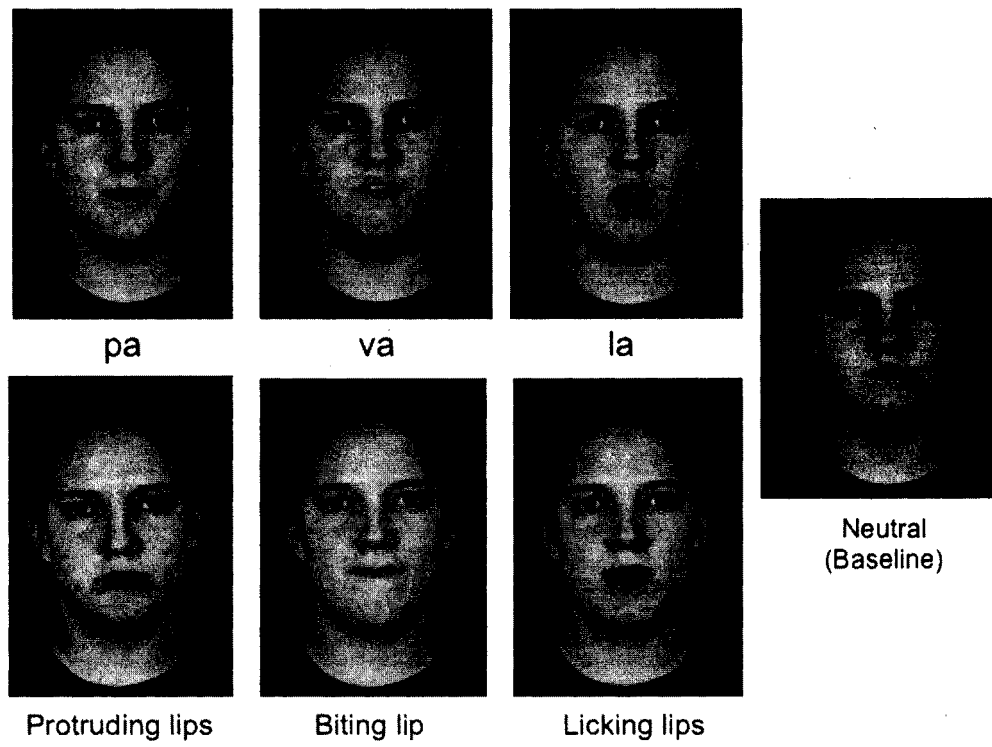 pa
va
la
Neutral
(Baseline)
Protruding lips
Biting lip
Licking lips